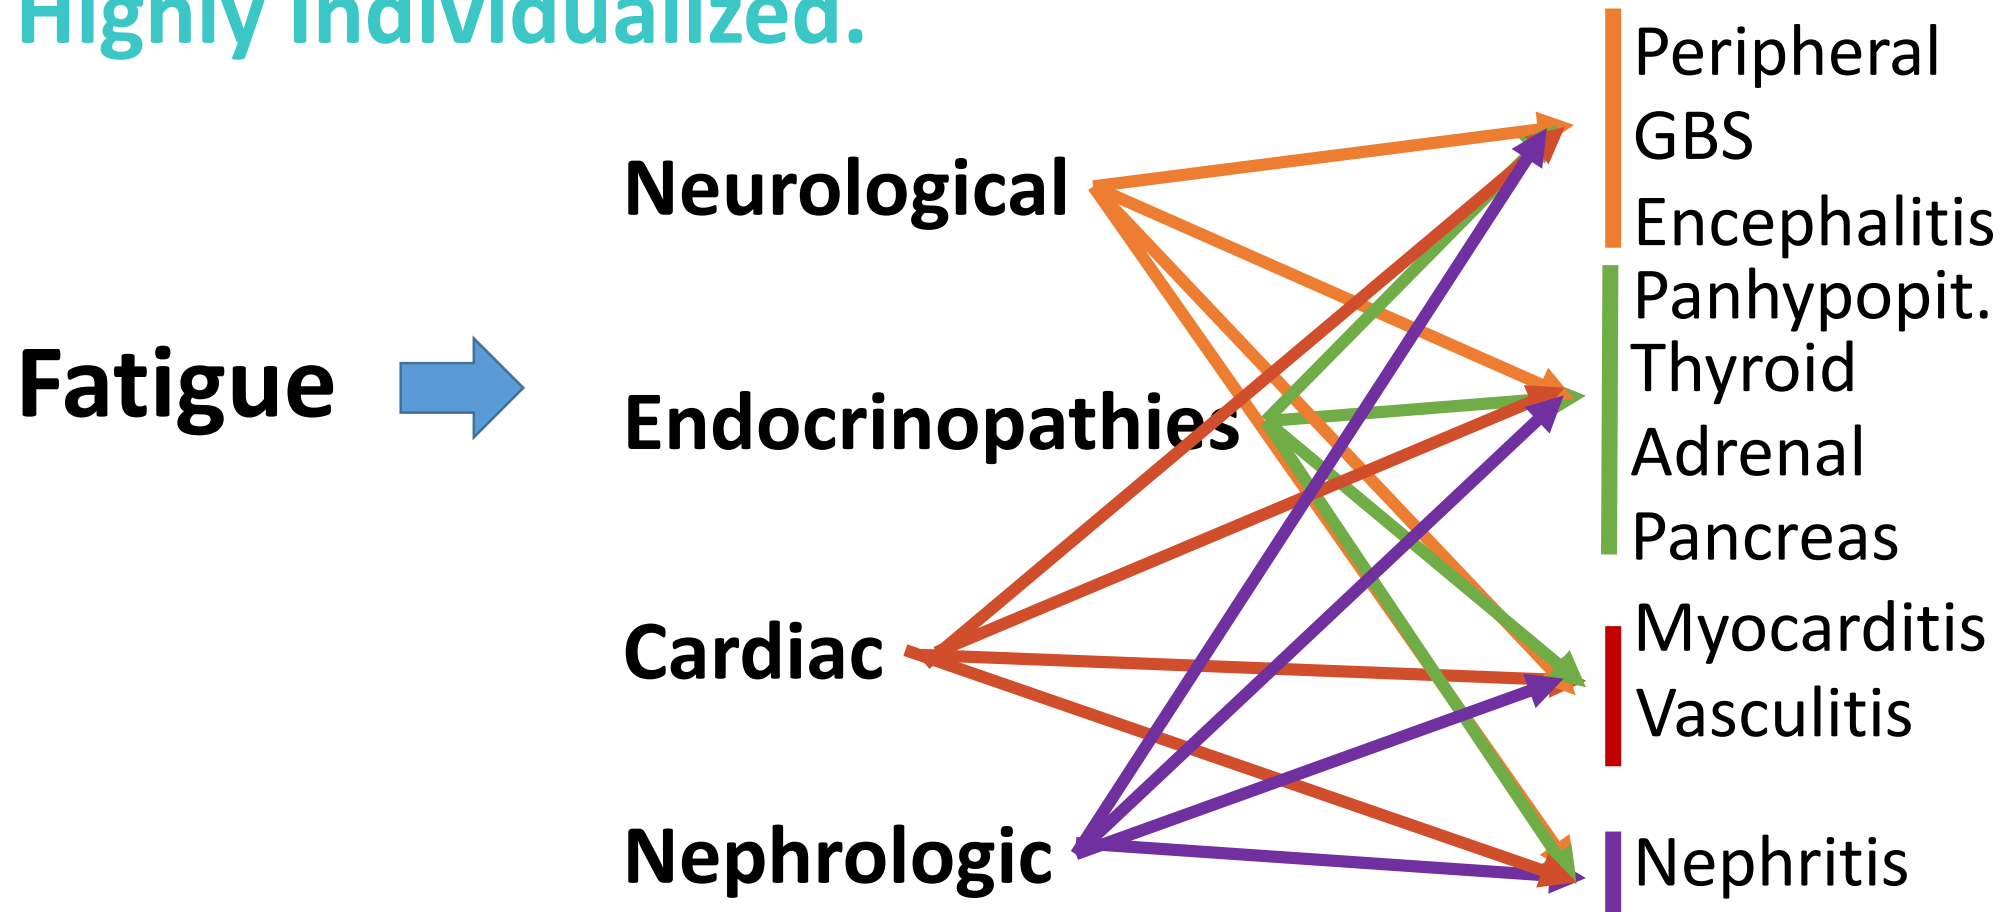 Highly Individualized.
Fatigue
Neurological
Endocrinopathies
Cardiac
Nephrologic
Peripheral
GBS
Encephalitis
Panhypopit.
Thyroid
Adrenal
Pancreas
Myocarditis
Vasculitis
Nephritis